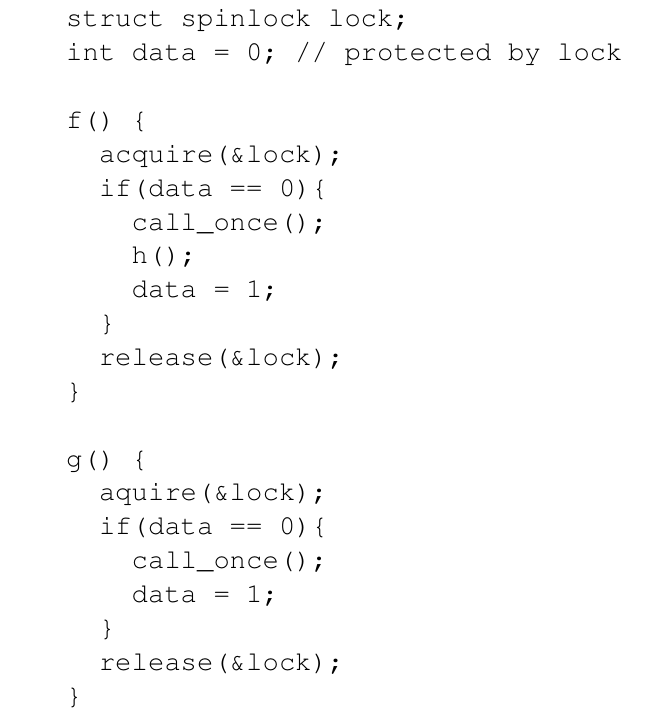 struct spinlock lock;
int data = 0; // protected by lock

f() {
  acquire(&lock);
  if(data == 0){
    call_once();
    h();
    data = 1;
  }
  release(&lock);
}

g() {
  aquire(&lock);
  if(data == 0){
    call_once();
    data = 1;
  }
  release(&lock);
}